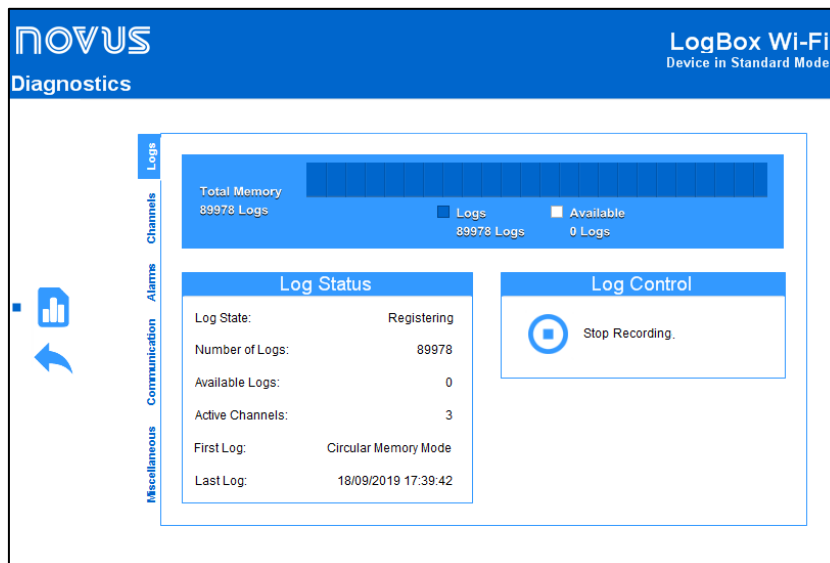 NOVUS
LogBox Wi-Fi
Device in Standard Mode
Diagnostics
Logs
Channels
Alarms
Communication
Miscellaneous
Total Memory
89978 Logs
Logs
89978 Logs
Available
0 Logs
Log Status
Log State: Registering
Number of Logs: 89978
Available Logs: 0
Active Channels: 3
First Log: Circular Memory Mode
Last Log: 18/09/2019 17:39:42
Log Control
Stop Recording.